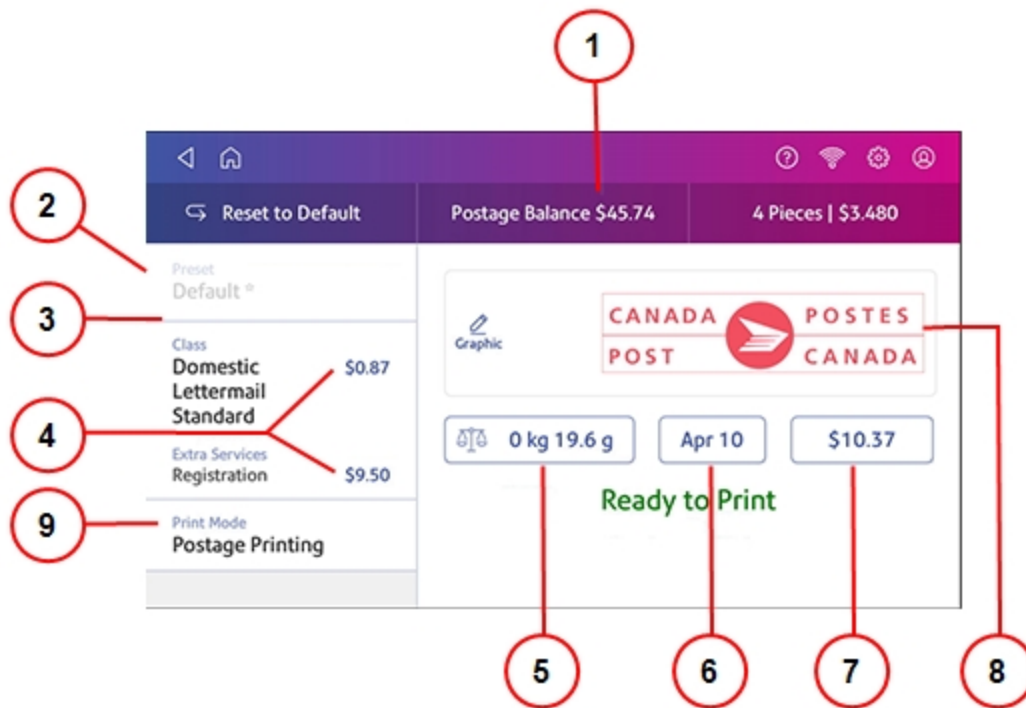 1
Reset to Default
Postage Balance $45.74
4 Pieces | $3.480
2
Preset
Default *
3
Class
Domestic $0.87
Lettermail
Standard
4
Extra Services
Registration $9.50
9
Print Mode
Postage Printing
Graphic
CANADA POSTES
POST CANADA
8
0 kg 19.6 g
Apr 10
$10.37
Ready to Print
5
6
7